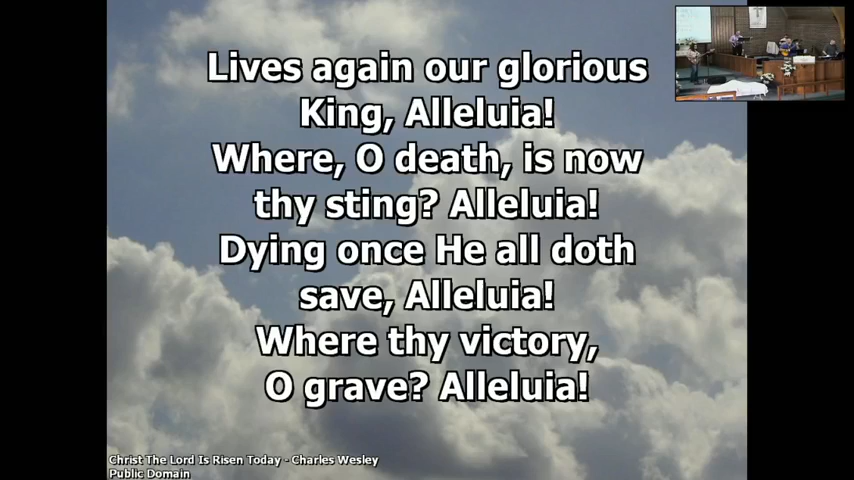 Lives again our glorious
King, Alleluia!
Where, O death, is now
thy sting? Alleluia!
Dying once He all doth
save, Alleluia!
Where thy victory,
O grave? Alleluia!
Christ The Lord Is Risen Today - Charles Wesley
Public Domain